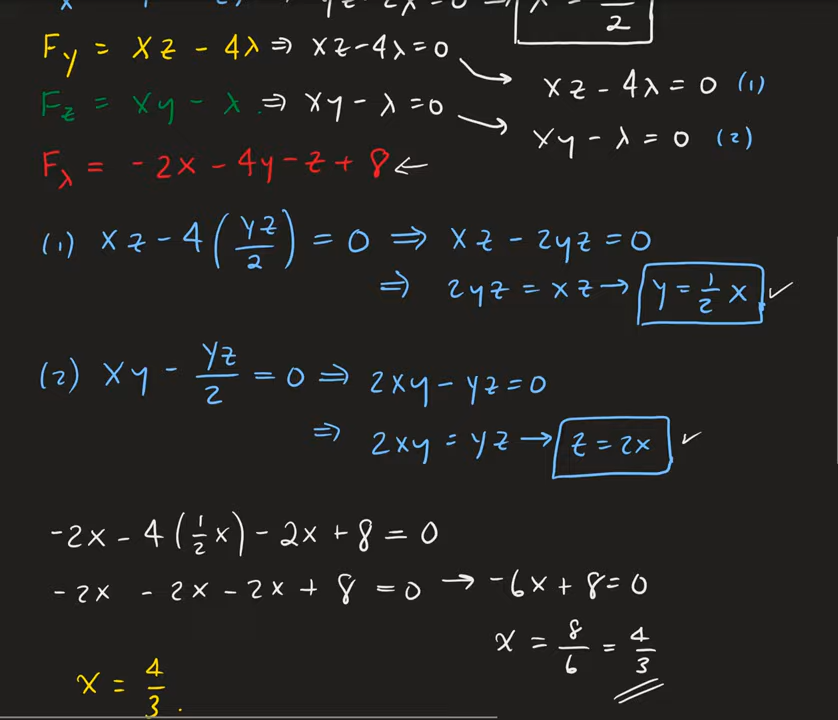 2
F_y = xz - 4λ ⇒ xz - 4λ = 0
xz - 4λ = 0 (1)
F_z = xy - λ ⇒ xy - λ = 0
xy - λ = 0 (2)
F_λ = -2x - 4y - z + 8 ←
(1) xz - 4(yz/2) = 0 ⇒ xz - 2yz = 0
⇒ 2yz = xz → y = 1/2 x ✓
(2) xy - yz/2 = 0 ⇒ 2xy - yz = 0
⇒ 2xy = yz → z = 2x ✓
-2x - 4(1/2 x) - 2x + 8 = 0
-2x - 2x - 2x + 8 = 0 → -6x + 8 = 0
x = 8/6 = 4/3
x = 4/3.